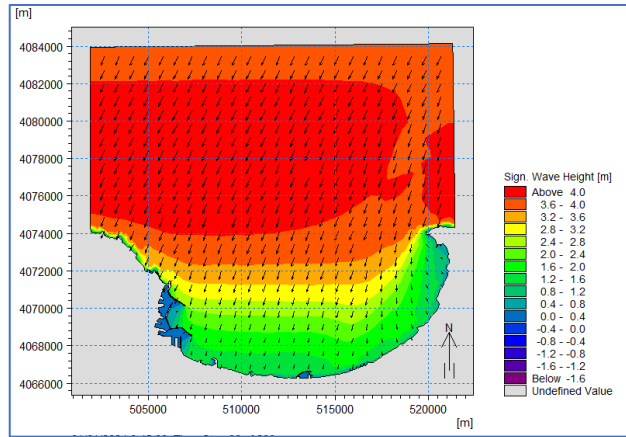 [m]
4084000
4082000
4080000
4078000
4076000
4074000
4072000
4070000
4068000
4066000
505000 510000 515000 520000
[m]
N
Sign. Wave Height [m]
Above 4.0
3.6 - 4.0
3.2 - 3.6
2.8 - 3.2
2.4 - 2.8
2.0 - 2.4
1.6 - 2.0
1.2 - 1.6
0.8 - 1.2
0.4 - 0.8
0.0 - 0.4
-0.4 - 0.0
-0.8 - -0.4
-1.2 - -0.8
-1.6 - -1.2
Below -1.6
Undefined Value